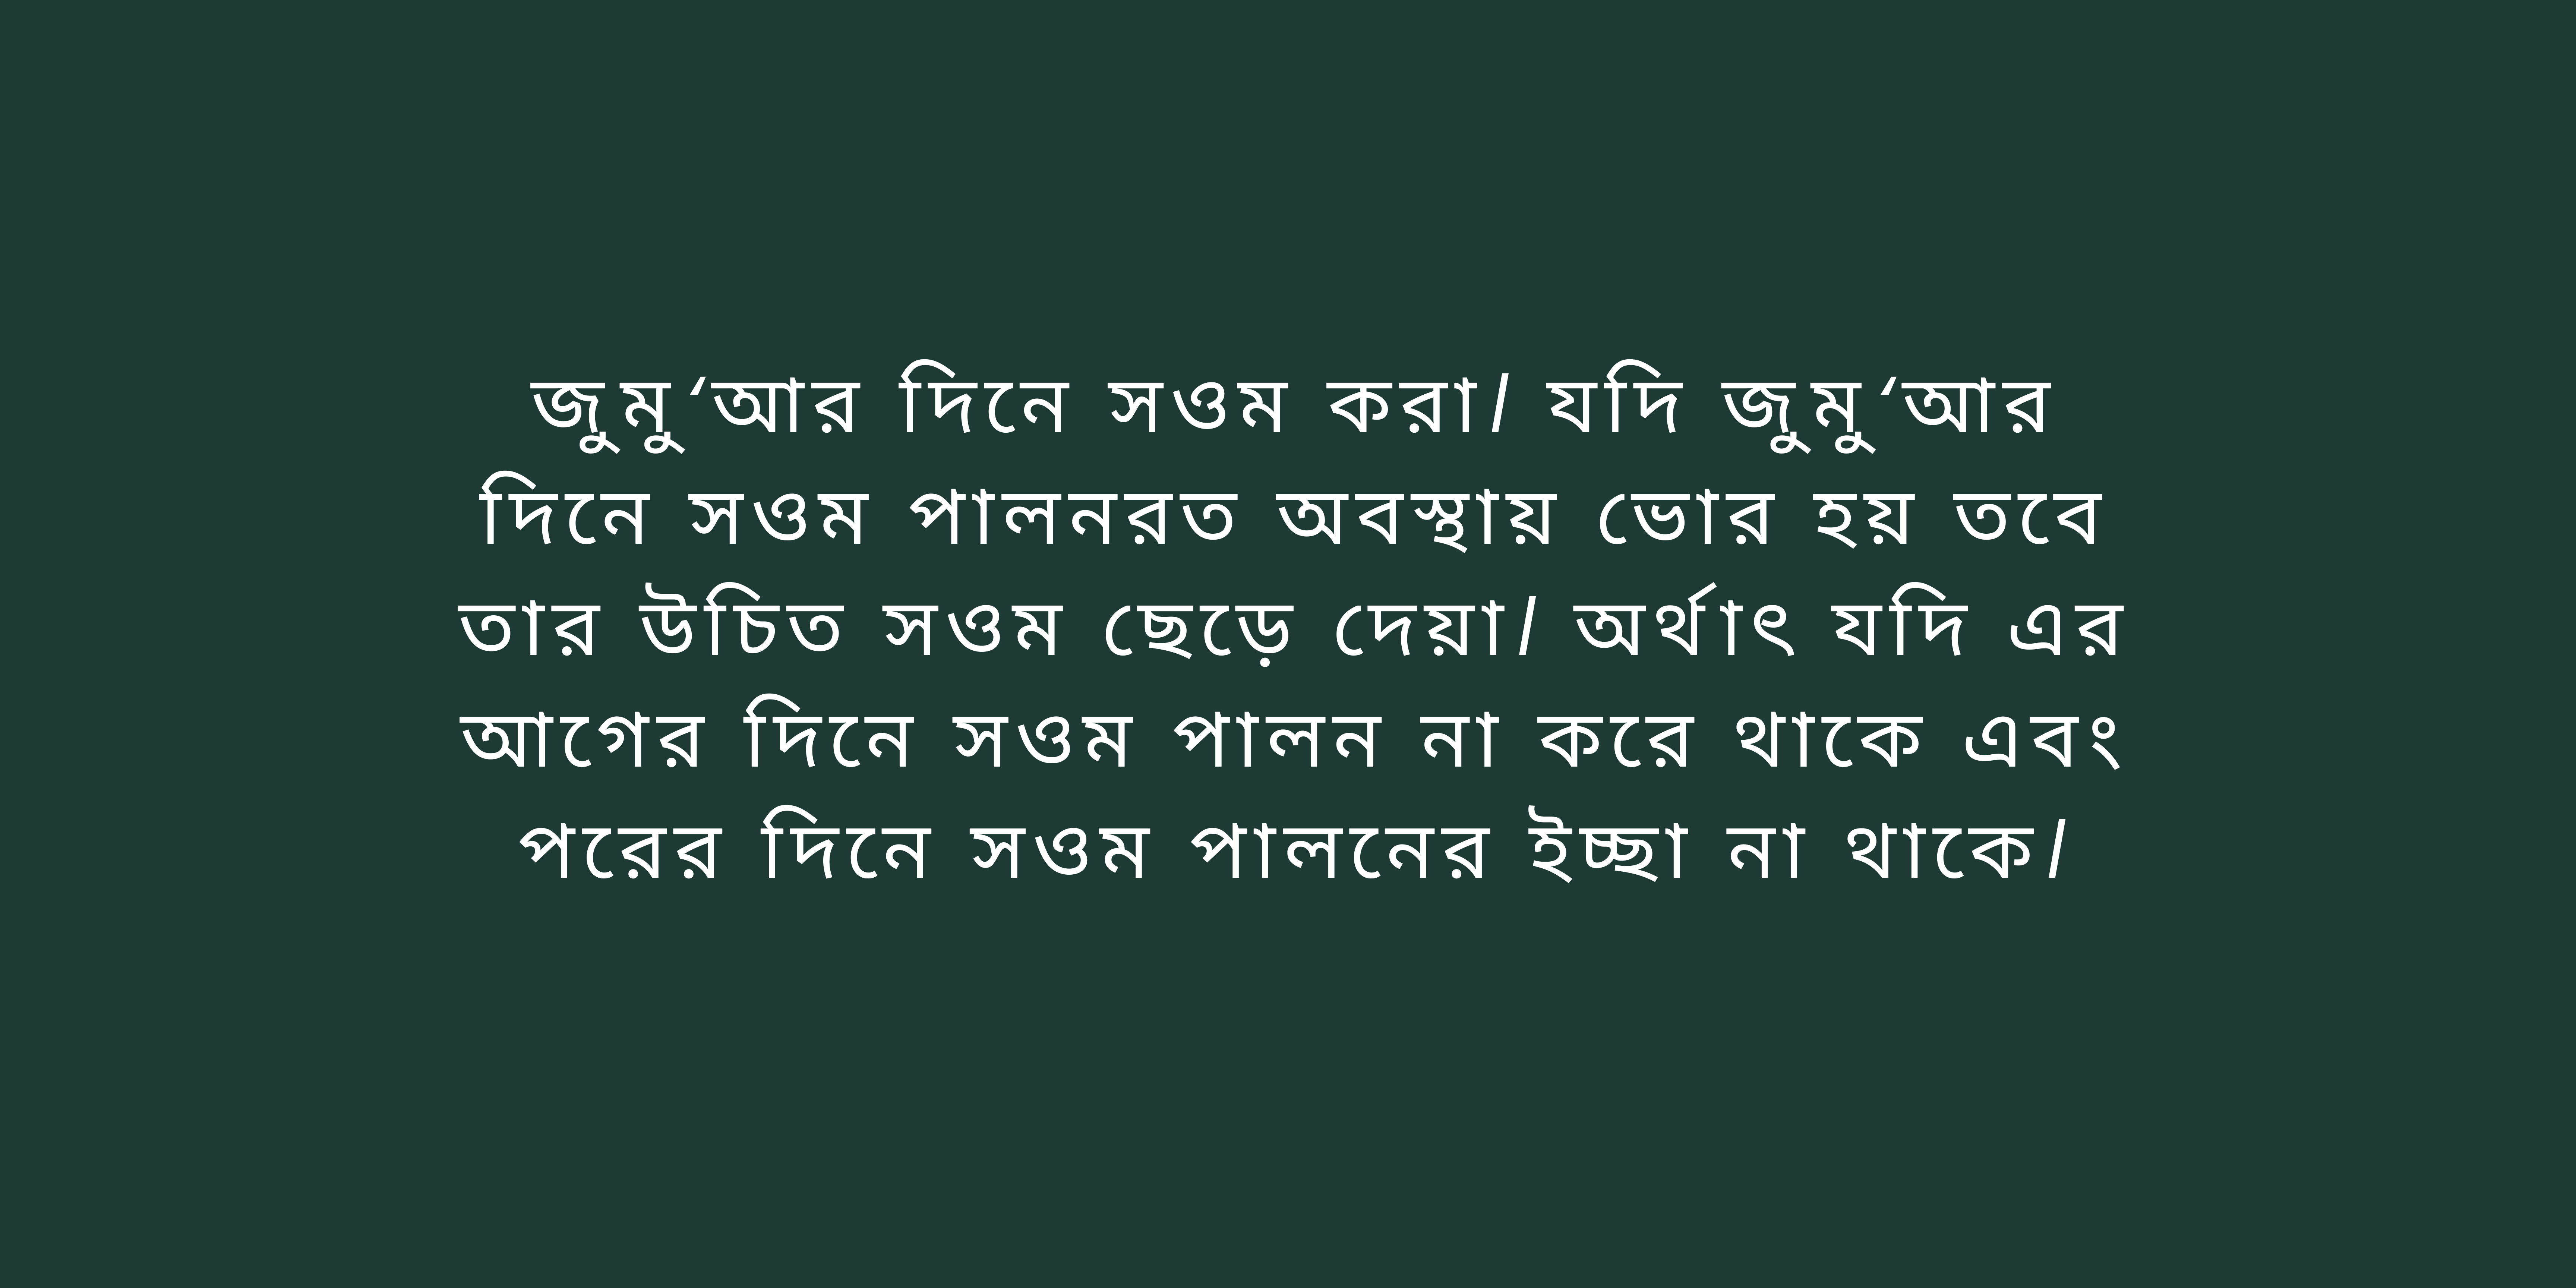 জুমু‘আর দিনে সওম করা। যদি জুমু‘আর
দিনে সওম পালনরত অবস্থায় ভোর হয় তবে
তার উচিত সওম ছেড়ে দেয়া। অর্থাৎ যদি এর
আগের দিনে সওম পালন না করে থাকে এবং
পরের দিনে সওম পালনের ইচ্ছা না থাকে।